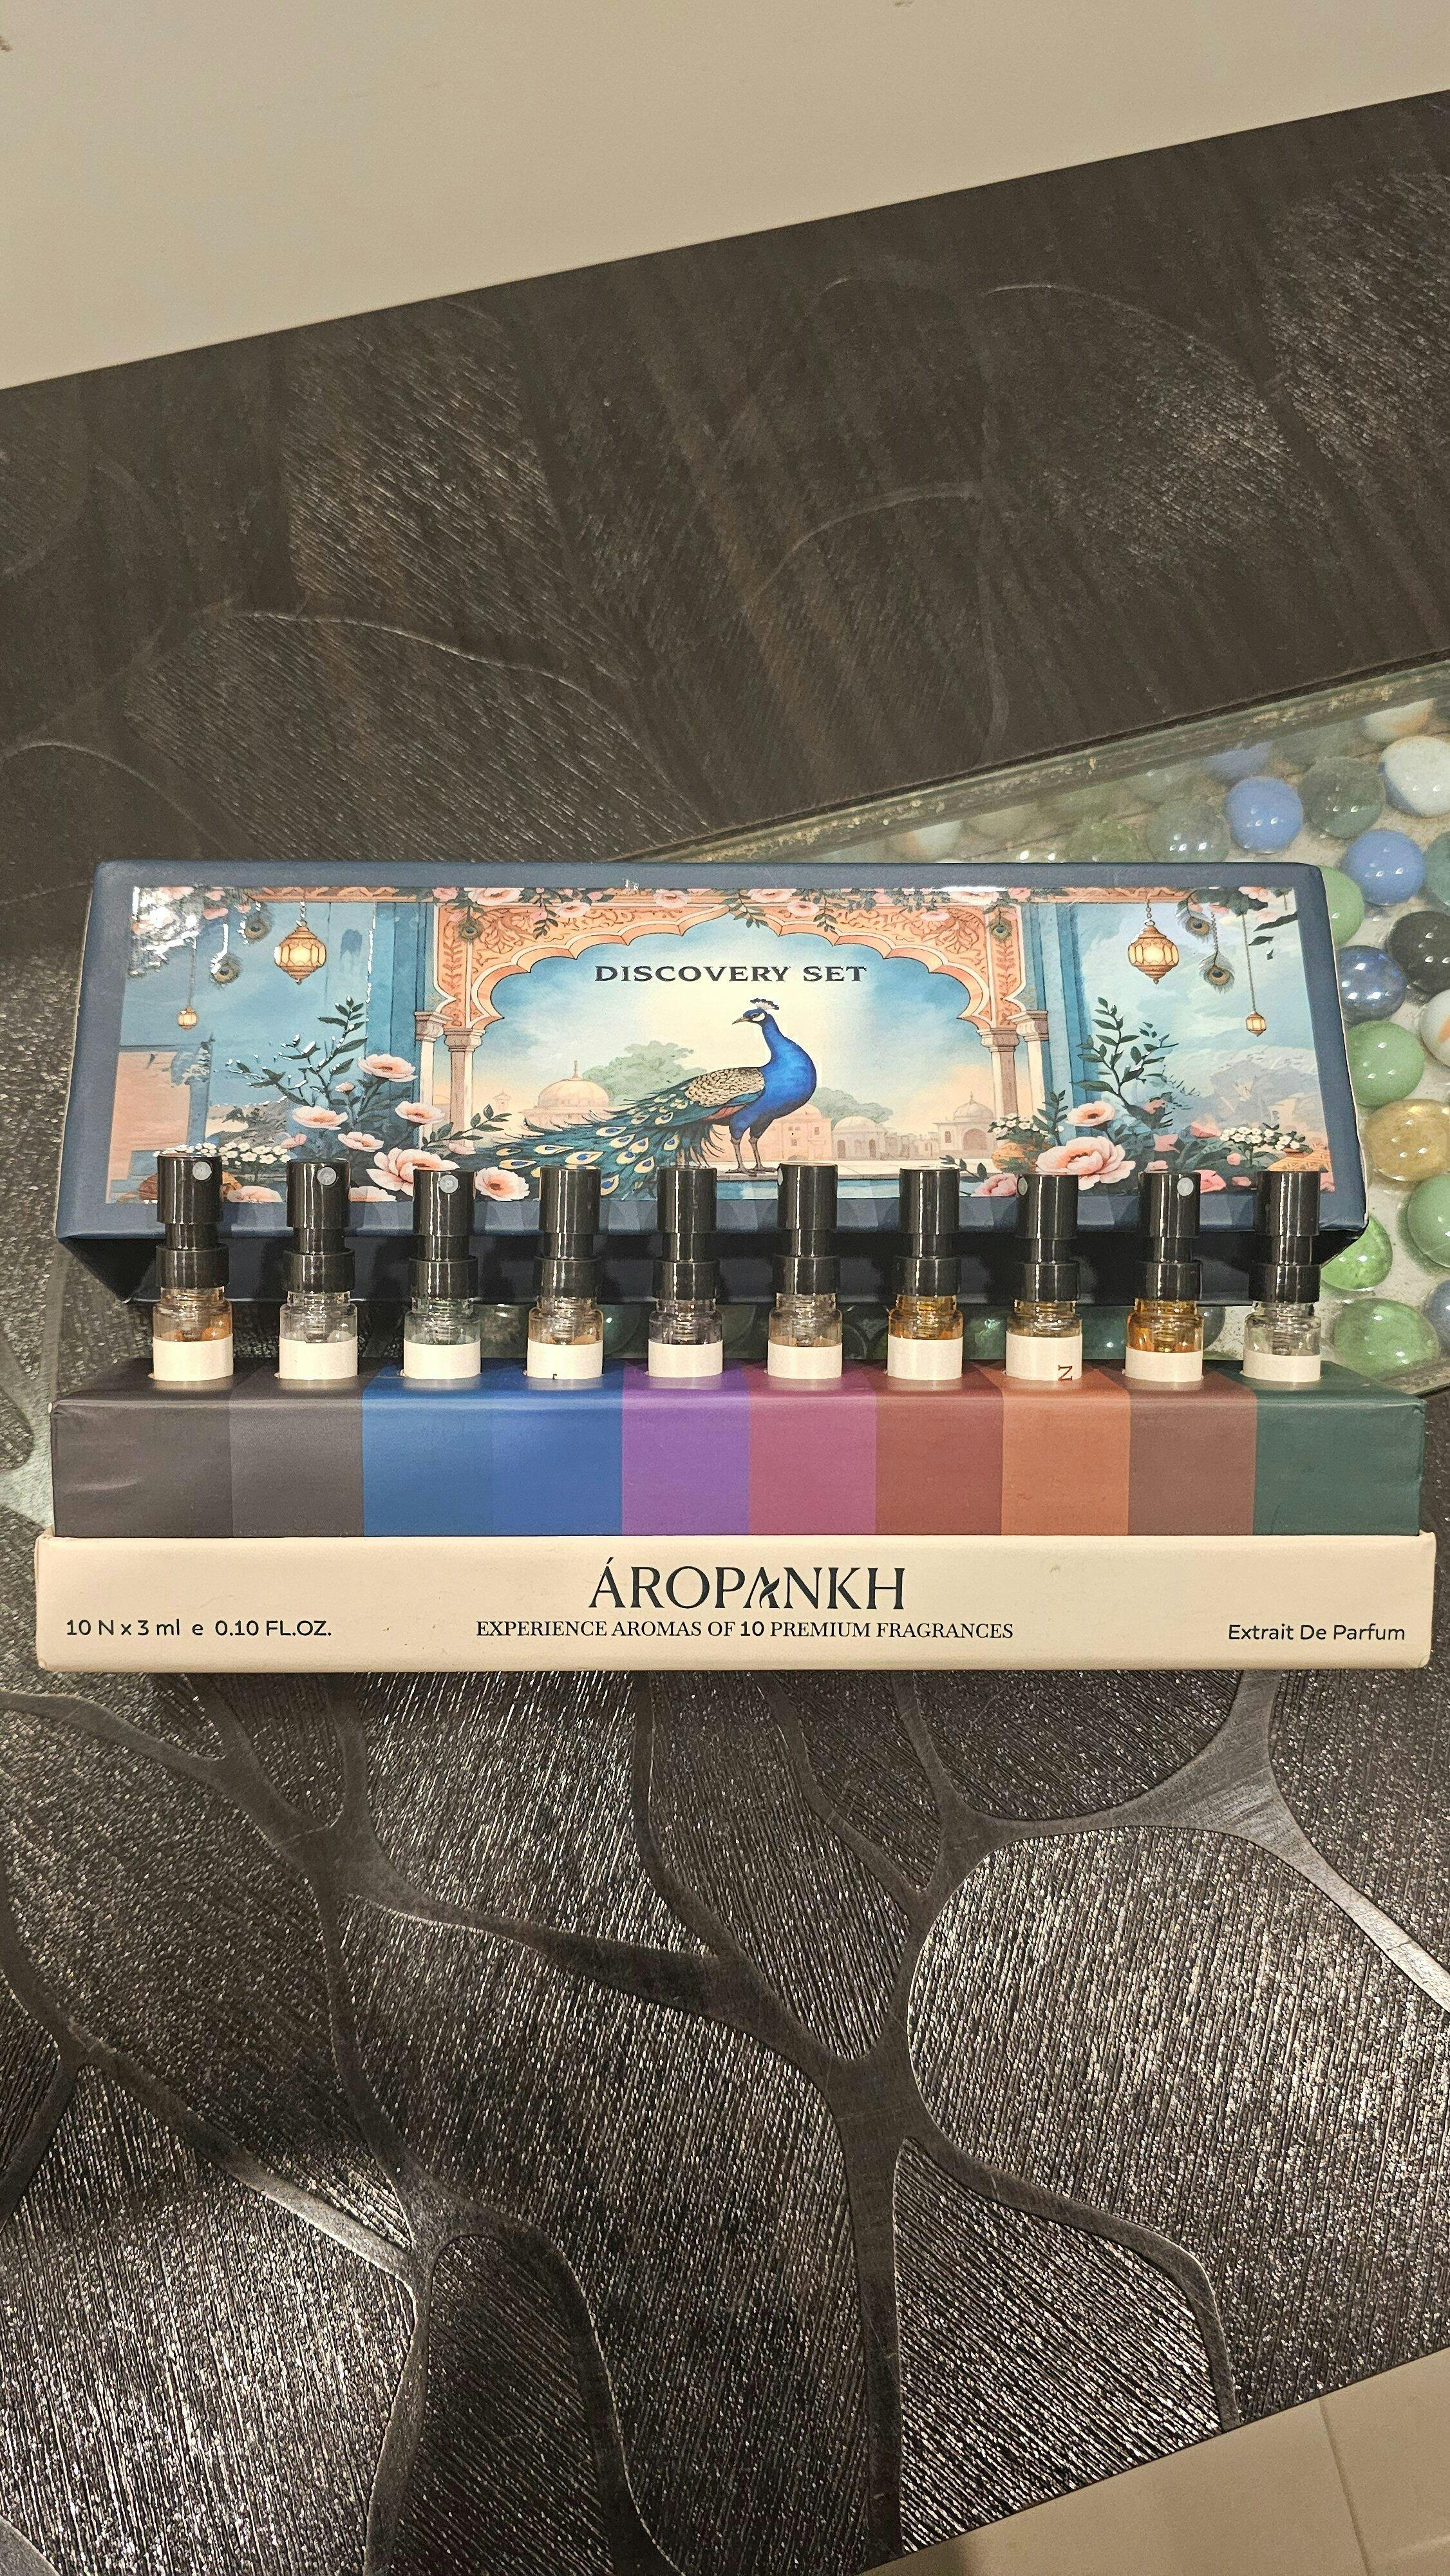 DISCOVERY SET
N
ÁROPANKH
10 N x 3 ml e 0.10 FL.OZ.
EXPERIENCE AROMAS OF 10 PREMIUM FRAGRANCES
Extrait De Parfum